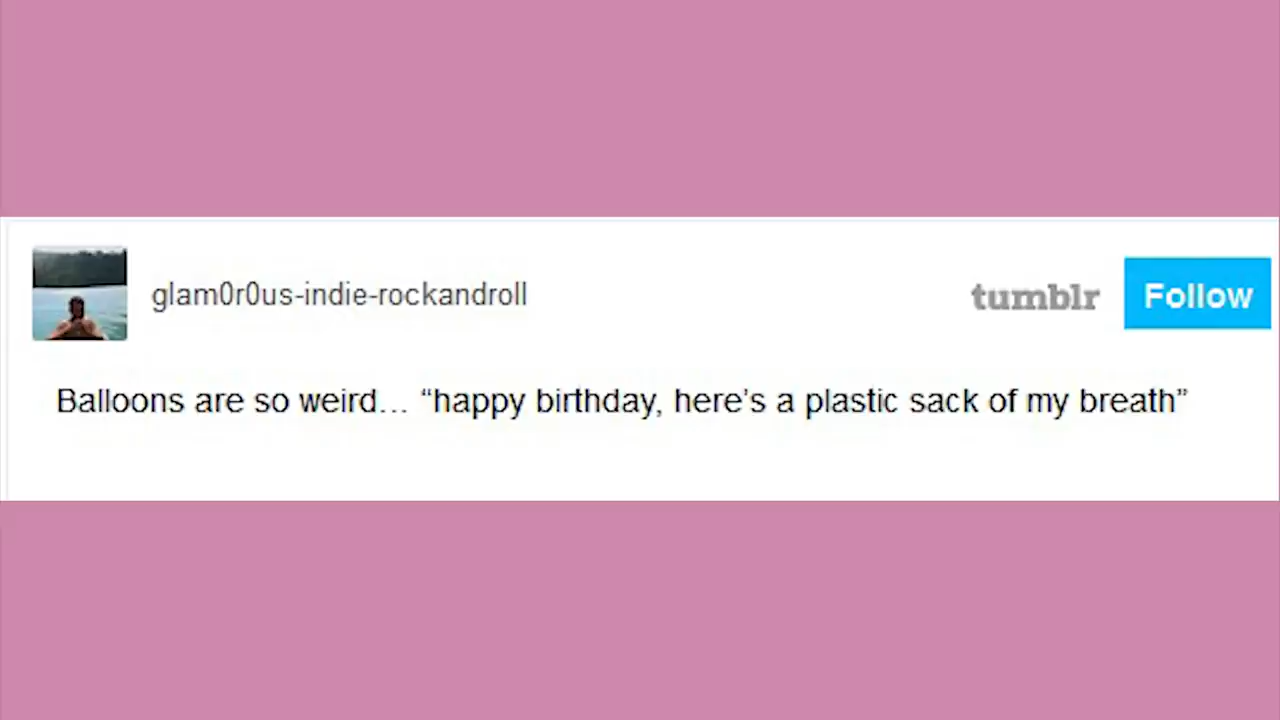 glam0r0us-indie-rockandroll
tumblr
Follow
Balloons are so weird… “happy birthday, here’s a plastic sack of my breath”